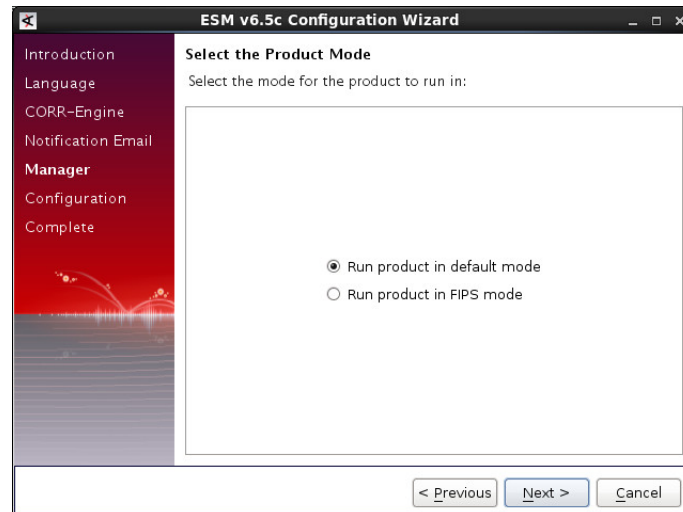 ESM v6.5c Configuration Wizard
Introduction
Language
CORR-Engine
Notification Email
Manager
Configuration
Complete
Select the Product Mode
Select the mode for the product to run in:
Run product in default mode
Run product in FIPS mode
< Previous
Next >
Cancel